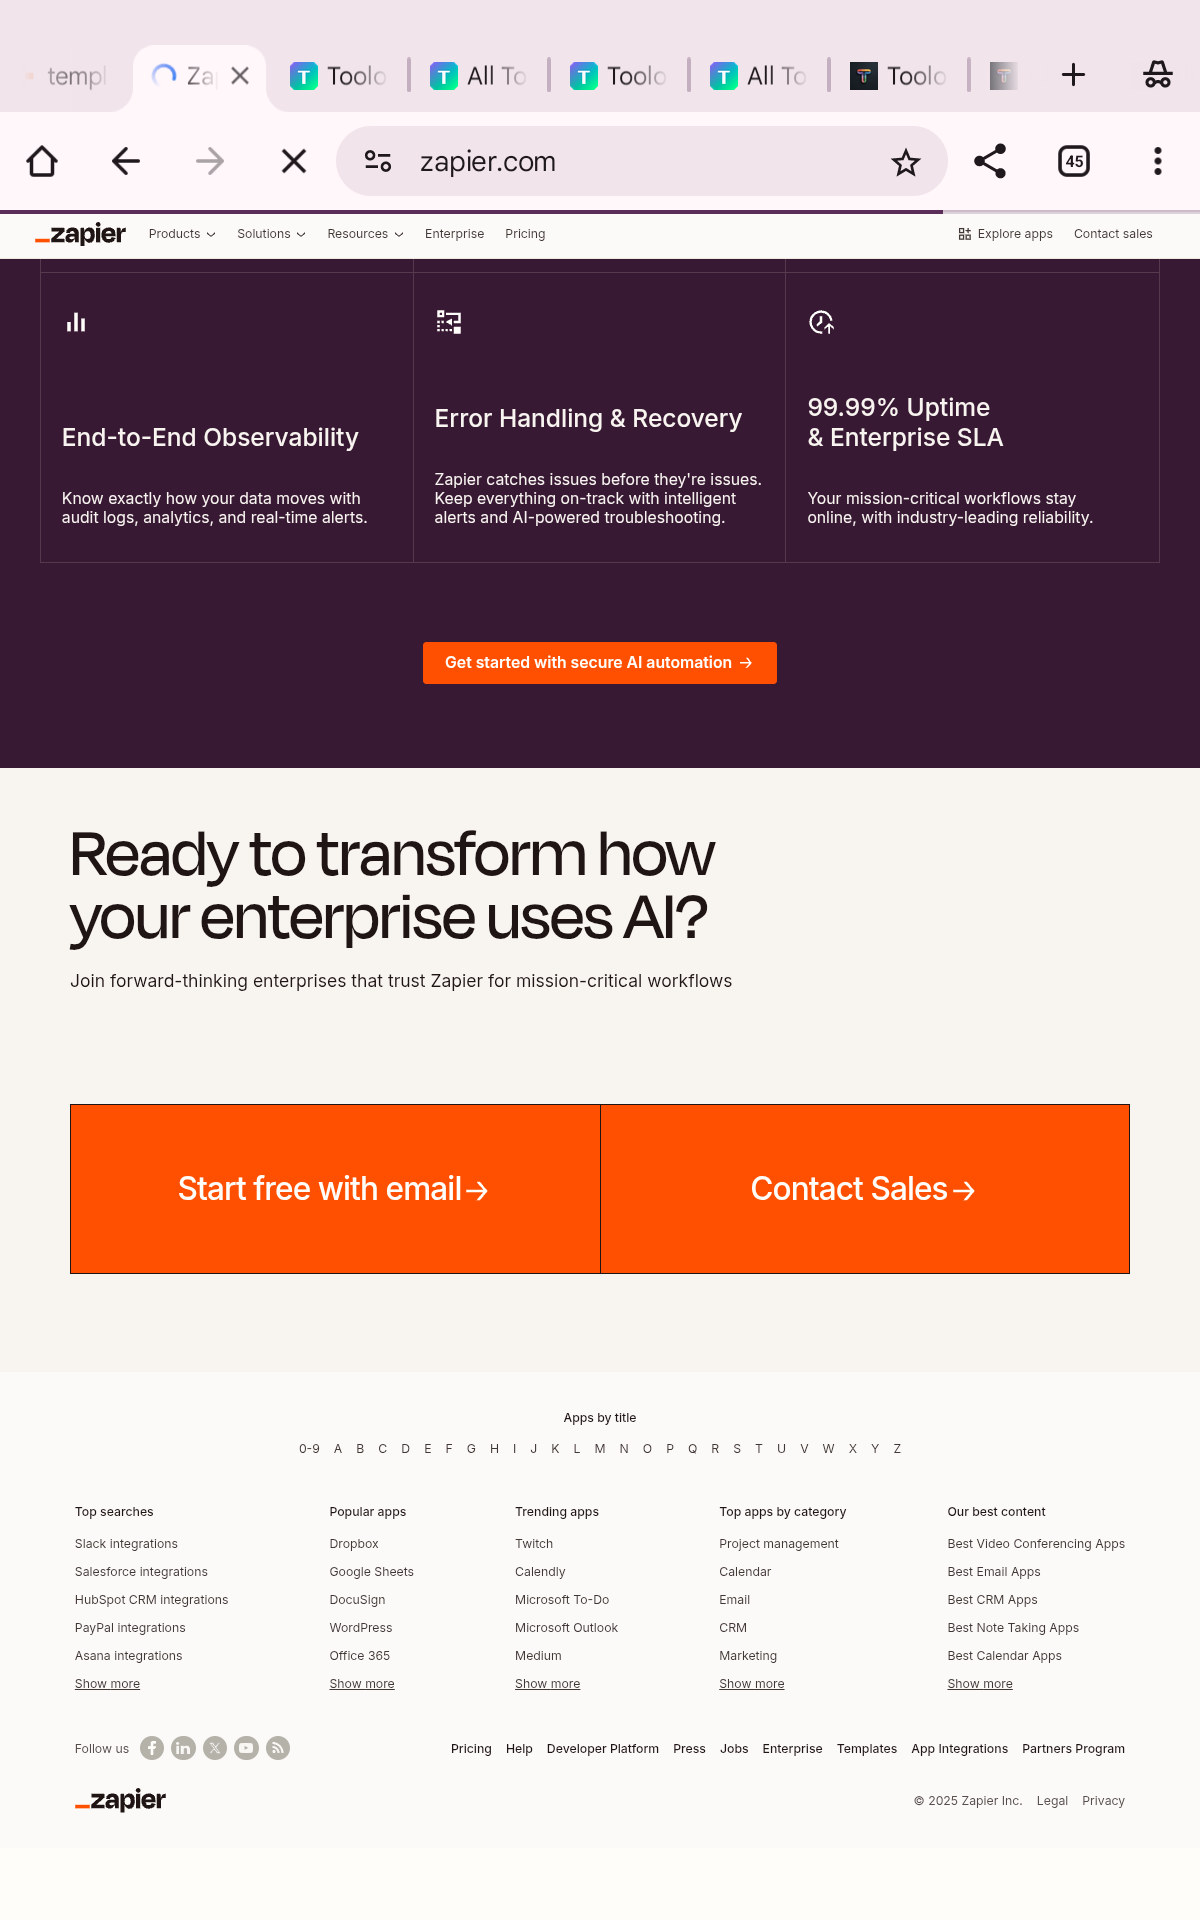 templ
Za
Toolo
All To
Toolo
All To
Toolo
zapier.com
45
zapier
Products
Solutions
Resources
Enterprise
Pricing
Explore apps
Contact sales
End-to-End Observability
Know exactly how your data moves with
audit logs, analytics, and real-time alerts.
Error Handling & Recovery
Zapier catches issues before they're issues.
Keep everything on-track with intelligent
alerts and AI-powered troubleshooting.
99.99% Uptime
& Enterprise SLA
Your mission-critical workflows stay
online, with industry-leading reliability.
Get started with secure AI automation →
Ready to transform how
your enterprise uses AI?
Join forward-thinking enterprises that trust Zapier for mission-critical workflows
Start free with email→
Contact Sales→
Apps by title
0-9 A B C D E F G H I J K L M N O P Q R S T U V W X Y Z
Top searches
Slack integrations
Salesforce integrations
HubSpot CRM integrations
PayPal integrations
Asana integrations
Show more
Popular apps
Dropbox
Google Sheets
DocuSign
WordPress
Office 365
Show more
Trending apps
Twitch
Calendly
Microsoft To-Do
Microsoft Outlook
Medium
Show more
Top apps by category
Project management
Calendar
Email
CRM
Marketing
Show more
Our best content
Best Video Conferencing Apps
Best Email Apps
Best CRM Apps
Best Note Taking Apps
Best Calendar Apps
Show more
Follow us
Pricing Help Developer Platform Press Jobs Enterprise Templates App Integrations Partners Program
zapier
© 2025 Zapier Inc. Legal Privacy